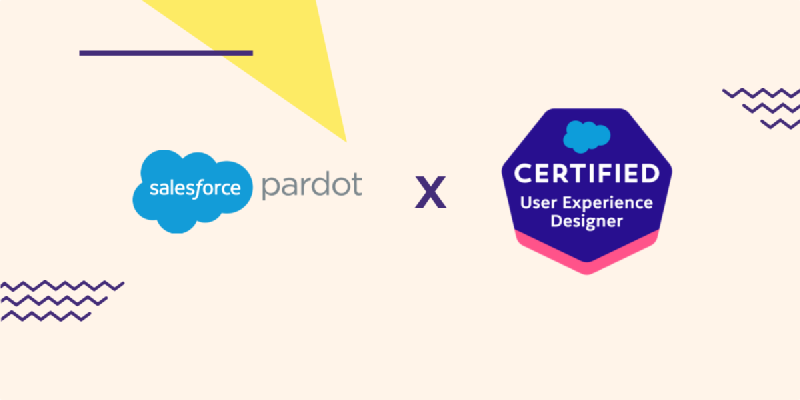 salesforce pardot
X
CERTIFIED
User Experience
Designer